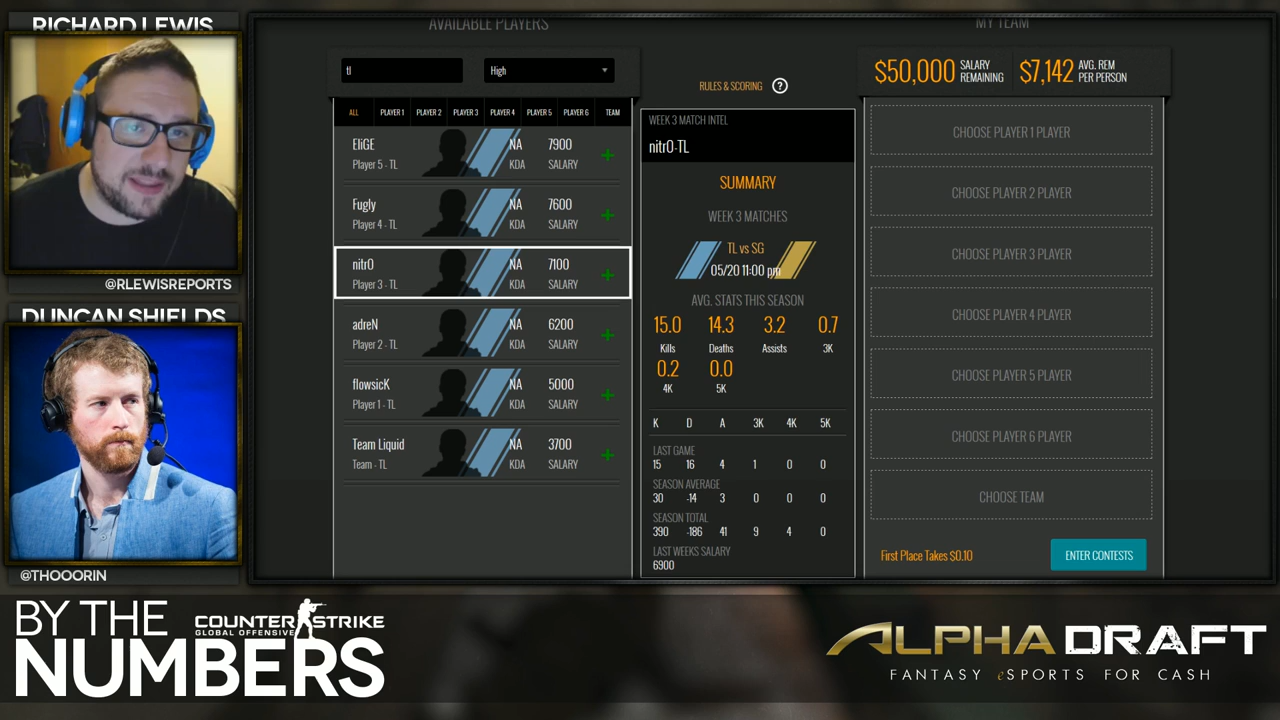 RICHARD LEWIS
@RLEWISREPORTS
DUNCAN SHIELDS
@THOOORIN
AVAILABLE PLAYERS
tl
High
ALL PLAYER 1 PLAYER 2 PLAYER 3 PLAYER 4 PLAYER 5 PLAYER 6 TEAM
EliGE NA 7900
Player 5 - TL KDA SALARY
Fugly NA 7600
Player 4 - TL KDA SALARY
nitr0 NA 7100
Player 3 - TL KDA SALARY
adreN NA 6200
Player 2 - TL KDA SALARY
flowsicK NA 5000
Player 1 - TL KDA SALARY
Team Liquid NA 3700
Team - TL KDA SALARY
RULES & SCORING ?
WEEK 3 MATCH INTEL
nitr0-TL
SUMMARY
WEEK 3 MATCHES
TL vs SG
05/20 11:00 pm
AVG. STATS THIS SEASON
15.0 14.3 3.2 0.7
Kills Deaths Assists 3K
0.2 0.0
4K 5K
K D A 3K 4K 5K
LAST GAME
15 16 4 1 0 0
SEASON AVERAGE
30 -14 3 0 0 0
SEASON TOTAL
390 -186 41 9 4 0
LAST WEEKS SALARY
6900
MY TEAM
$50,000 SALARY REMAINING $7,142 AVG. REM PER PERSON
CHOOSE PLAYER 1 PLAYER
CHOOSE PLAYER 2 PLAYER
CHOOSE PLAYER 3 PLAYER
CHOOSE PLAYER 4 PLAYER
CHOOSE PLAYER 5 PLAYER
CHOOSE PLAYER 6 PLAYER
CHOOSE TEAM
First Place Takes $0.10
ENTER CONTESTS
BY THE
NUMBERS
COUNTER STRIKE
GLOBAL OFFENSIVE
ALPHADRAFT
FANTASY eSPORTS FOR CASH